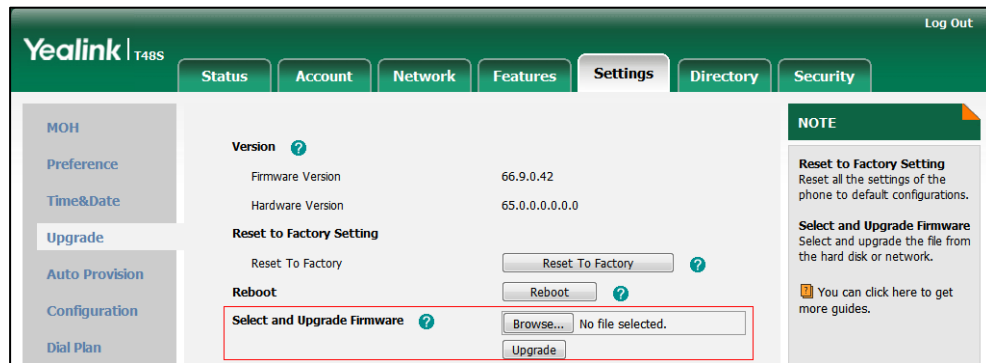 Log Out
Yealink | T48S
Status Account Network Features Settings Directory Security
MOH
Preference
Time&Date
Upgrade
Auto Provision
Configuration
Dial Plan
Version ?
Firmware Version 66.9.0.42
Hardware Version 65.0.0.0.0.0.0
Reset to Factory Setting
Reset To Factory Reset To Factory ?
Reboot Reboot ?
Select and Upgrade Firmware ? Browse... No file selected.
Upgrade
NOTE
Reset to Factory Setting
Reset all the settings of the
phone to default configurations.
Select and Upgrade Firmware
Select and upgrade the file from
the hard disk or network.
? You can click here to get
more guides.